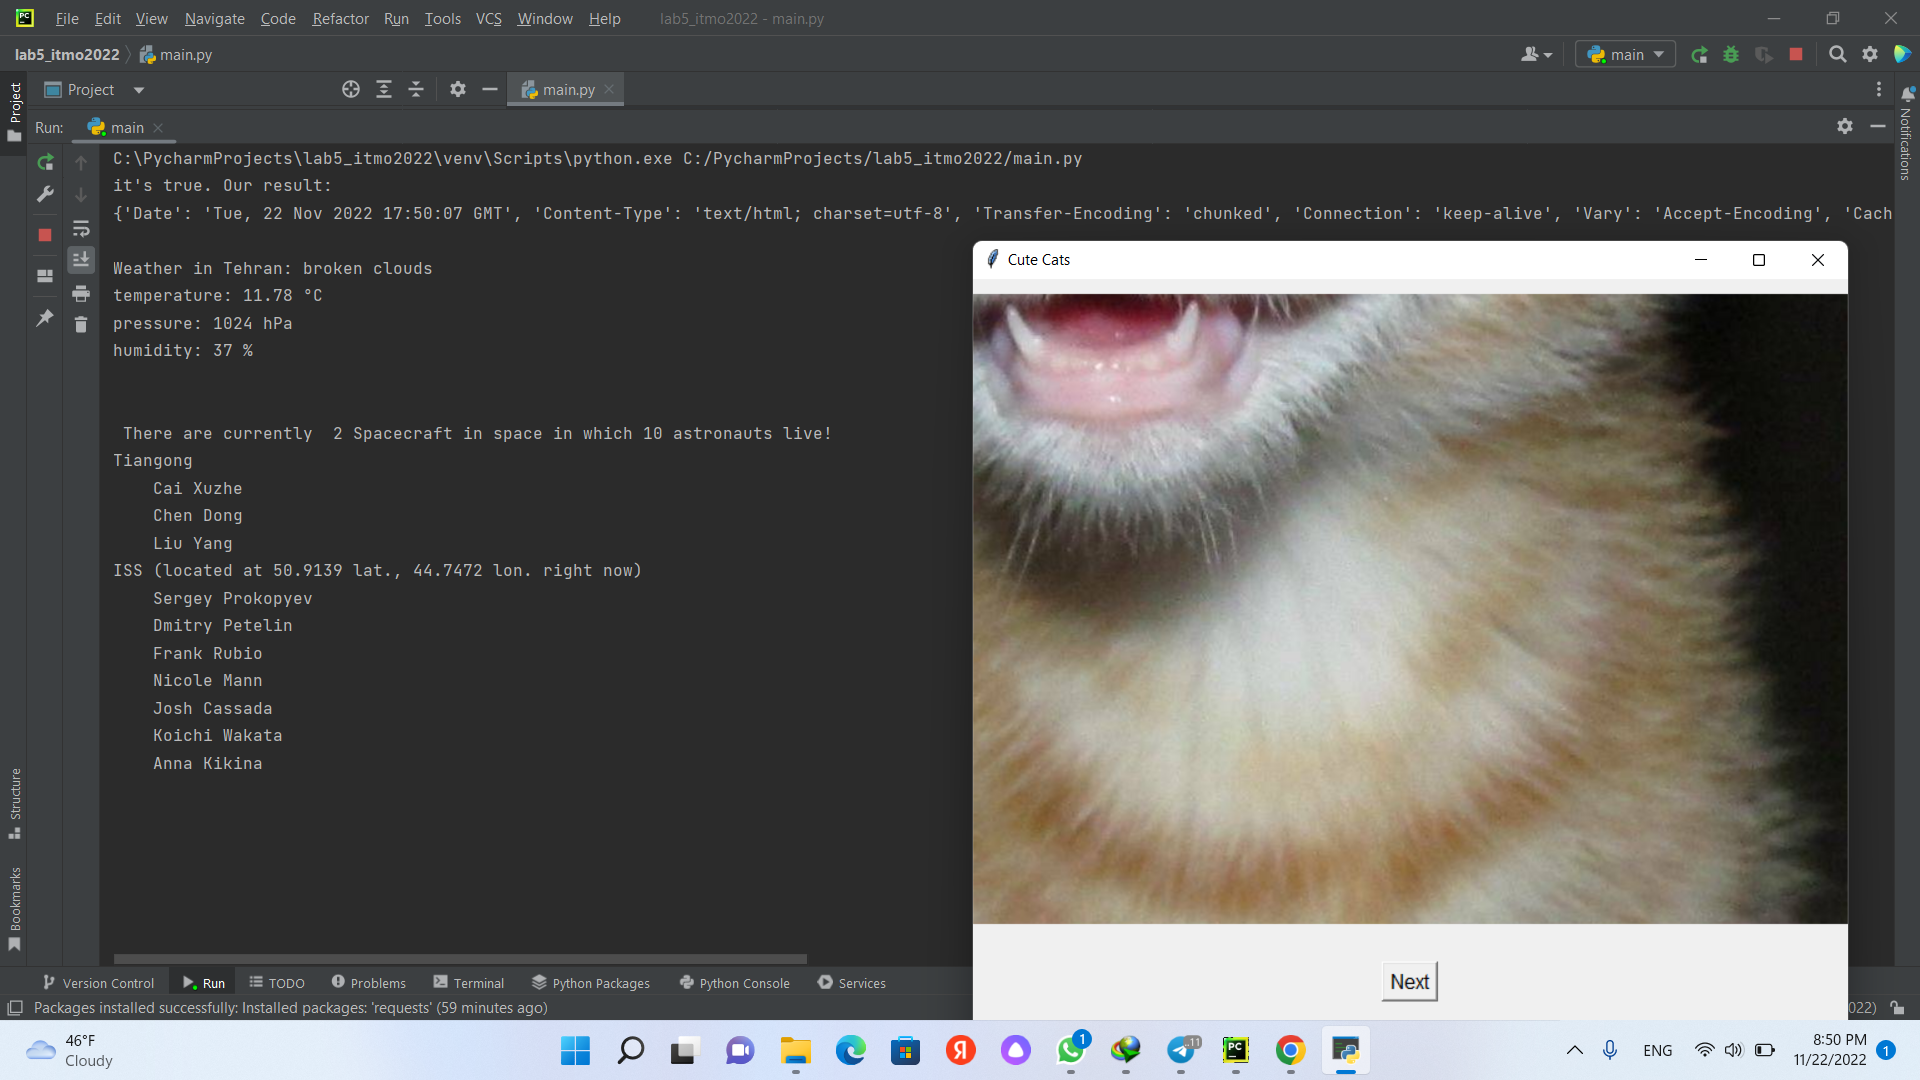 File Edit View Navigate Code Refactor Run Tools VCS Window Help lab5_itmo2022 - main.py
lab5_itmo2022 main.py main
Project main.py
Run: main
Project
Notifications
C:\PycharmProjects\lab5_itmo2022\venv\Scripts\python.exe C:/PycharmProjects/lab5_itmo2022/main.py
it's true. Our result:
{'Date': 'Tue, 22 Nov 2022 17:50:07 GMT', 'Content-Type': 'text/html; charset=utf-8', 'Transfer-Encoding': 'chunked', 'Connection': 'keep-alive', 'Vary': 'Accept-Encoding', 'Cach
Weather in Tehran: broken clouds
temperature: 11.78 °C
pressure: 1024 hPa
humidity: 37 %
There are currently  2 Spacecraft in space in which 10 astronauts live!
Tiangong
Cai Xuzhe
Chen Dong
Liu Yang
ISS (located at 50.9139 lat., 44.7472 lon. right now)
Sergey Prokopyev
Dmitry Petelin
Frank Rubio
Nicole Mann
Josh Cassada
Koichi Wakata
Anna Kikina
Cute Cats
Next
Structure
Bookmarks
Version Control Run TODO Problems Terminal Python Packages Python Console Services
Packages installed successfully: Installed packages: 'requests' (59 minutes ago) 022)
46°F
Cloudy
Я
1
..11
PC
ENG
8:50 PM
11/22/2022
1